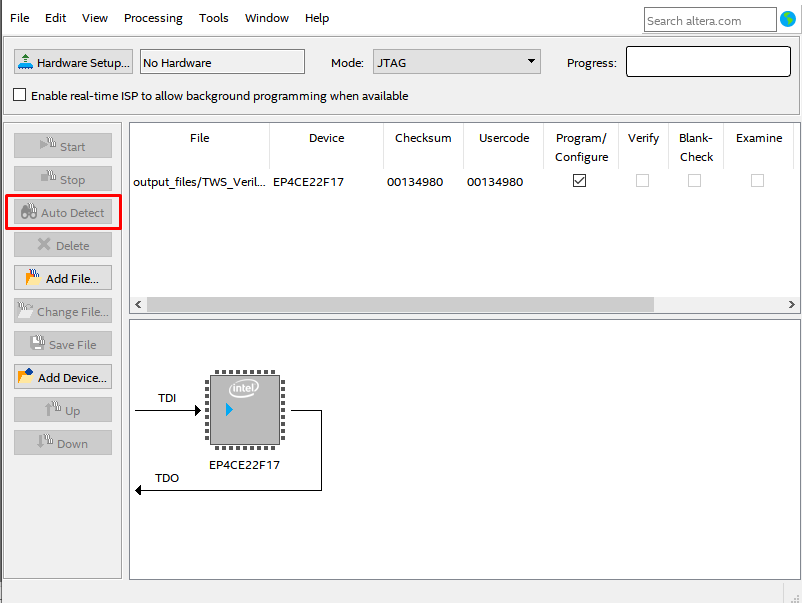 File Edit View Processing Tools Window Help
Search altera.com
Hardware Setup... No Hardware Mode: JTAG Progress:
Enable real-time ISP to allow background programming when available
Start
Stop
Auto Detect
Delete
Add File...
Change File...
Save File
Add Device...
Up
Down
File Device Checksum Usercode Program/ Verify Blank- Examine
Configure Check
output_files/TWS_Veril... EP4CE22F17 00134980 00134980
TDI
intel
EP4CE22F17
TDO